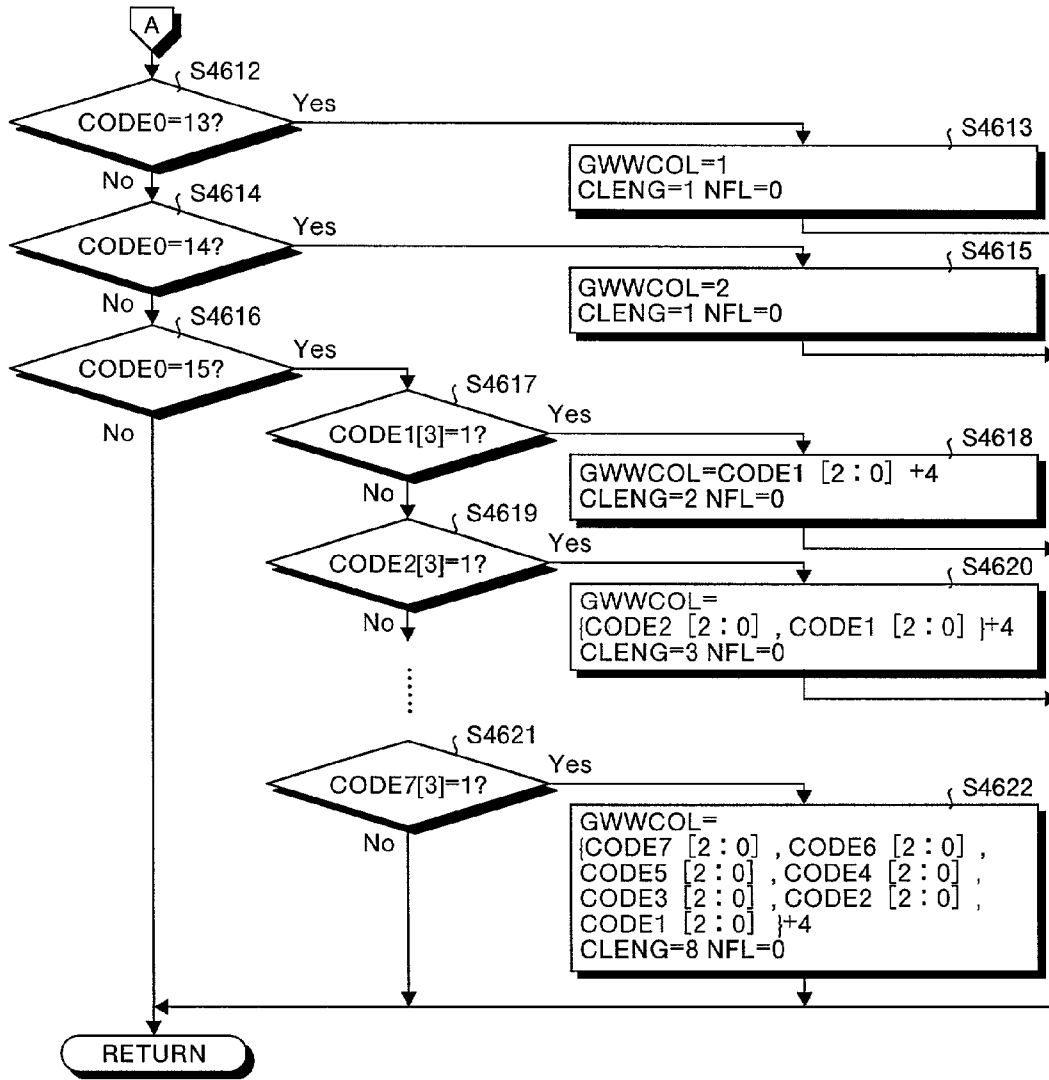 A
S4612
CODE0=13?
Yes
No
S4613
GWWCOL=1
CLENG=1 NFL=0
S4614
CODE0=14?
Yes
No
S4615
GWWCOL=2
CLENG=1 NFL=0
S4616
CODE0=15?
Yes
No
S4617
CODE1[3]=1?
Yes
No
S4618
GWWCOL=CODE1 [2:0] +4
CLENG=2 NFL=0
S4619
CODE2[3]=1?
Yes
No
S4620
GWWCOL=
{CODE2 [2:0] ,CODE1 [2:0] }+4
CLENG=3 NFL=0
S4621
CODE7[3]=1?
Yes
No
S4622
GWWCOL=
{CODE7 [2:0] ,CODE6 [2:0] ,
CODE5 [2:0] ,CODE4 [2:0] ,
CODE3 [2:0] ,CODE2 [2:0] ,
CODE1 [2:0] }+4
CLENG=8 NFL=0
RETURN